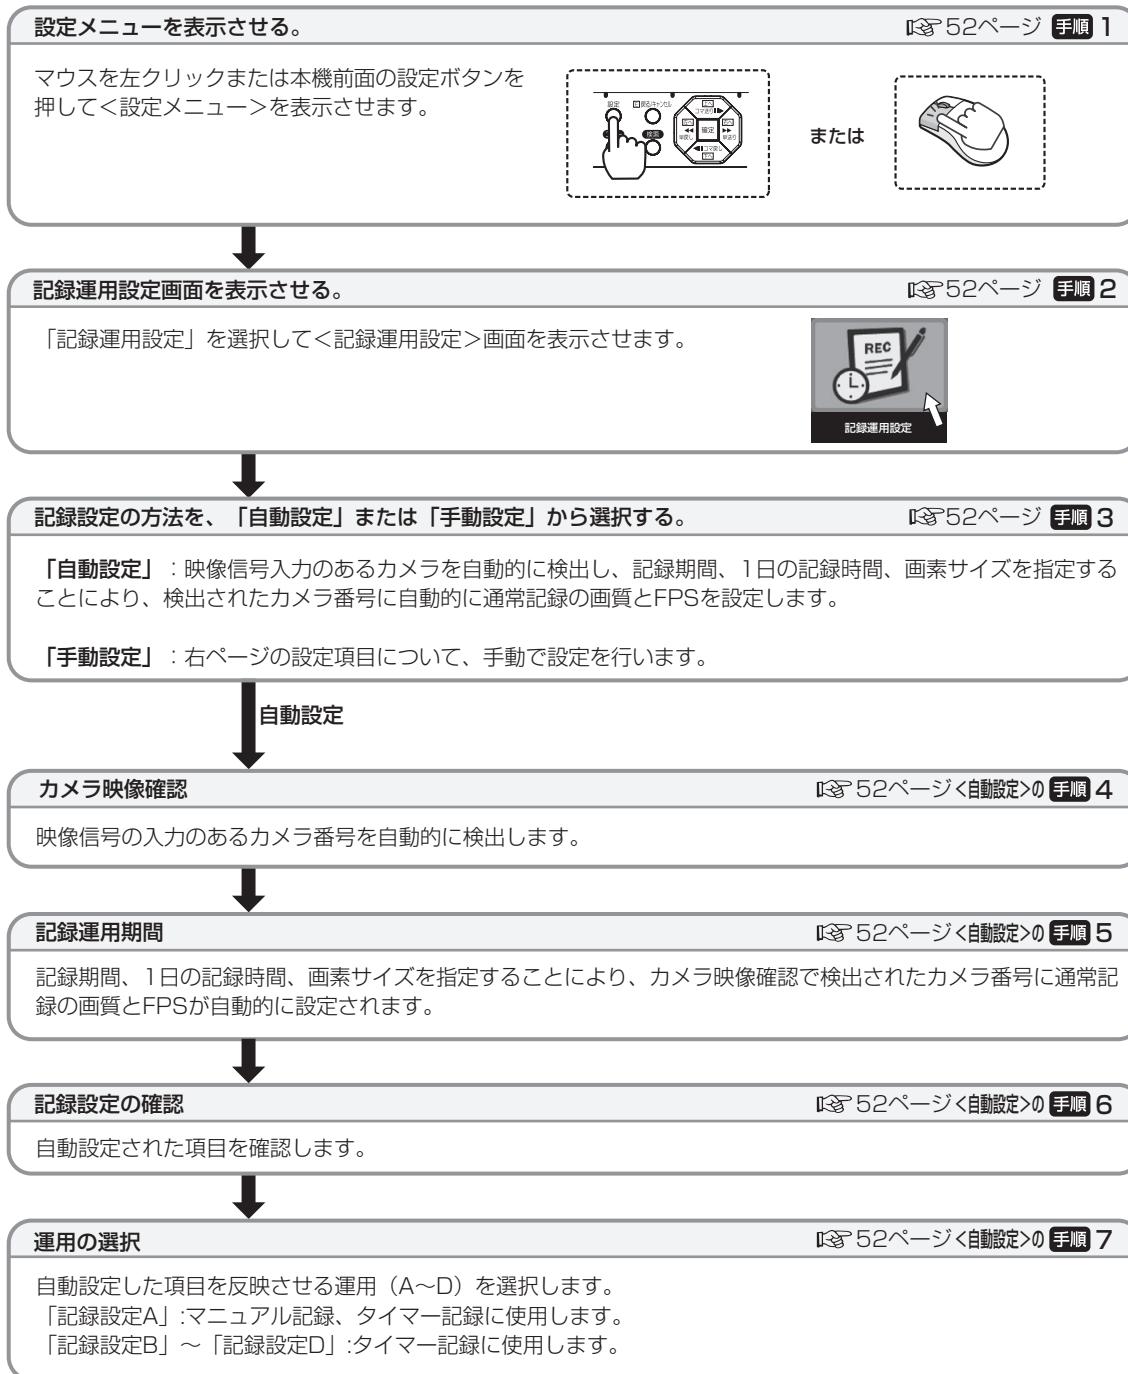 設定メニューを表示させる。 52ページ 手順 1
マウスを左クリックまたは本機前面の設定ボタンを
押して＜設定メニュー＞を表示させます。
設定
戻る/キャンセル
コマ送り
検索
早戻し
確定
早送り
コマ戻し
または
記録運用設定画面を表示させる。 52ページ 手順 2
「記録運用設定」を選択して＜記録運用設定＞画面を表示させます。
REC
記録運用設定
記録設定の方法を、「自動設定」または「手動設定」から選択する。 52ページ 手順 3
「自動設定」：映像信号入力のあるカメラを自動的に検出し、記録期間、1日の記録時間、画素サイズを指定する
ことにより、検出されたカメラ番号に自動的に通常記録の画質とFPSを設定します。
「手動設定」：右ページの設定項目について、手動で設定を行います。
自動設定
カメラ映像確認 52ページ＜自動設定＞の 手順 4
映像信号の入力のあるカメラ番号を自動的に検出します。
記録運用期間 52ページ＜自動設定＞の 手順 5
記録期間、1日の記録時間、画素サイズを指定することにより、カメラ映像確認で検出されたカメラ番号に通常記
録の画質とFPSが自動的に設定されます。
記録設定の確認 52ページ＜自動設定＞の 手順 6
自動設定された項目を確認します。
運用の選択 52ページ＜自動設定＞の 手順 7
自動設定した項目を反映させる運用（A～D）を選択します。
「記録設定A」:マニュアル記録、タイマー記録に使用します。
「記録設定B」～「記録設定D」:タイマー記録に使用します。